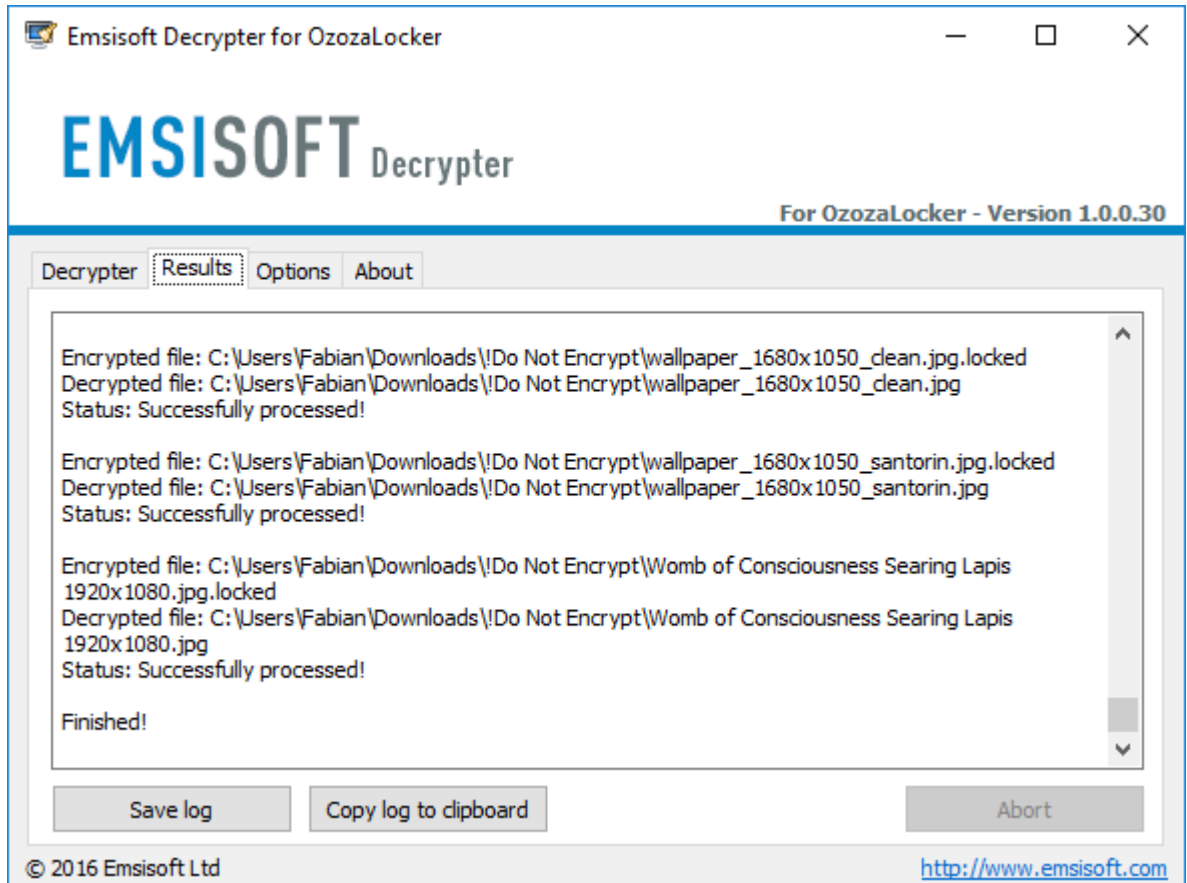 Emsisoft Decrypter for OzozaLocker
EMSISOFT Decrypter
For OzozaLocker - Version 1.0.0.30
Decrypter Results Options About
Encrypted file: C:\Users\Fabian\Downloads\!Do Not Encrypt\wallpaper_1680x1050_clean.jpg.locked
Decrypted file: C:\Users\Fabian\Downloads\!Do Not Encrypt\wallpaper_1680x1050_clean.jpg
Status: Successfully processed!
Encrypted file: C:\Users\Fabian\Downloads\!Do Not Encrypt\wallpaper_1680x1050_santorin.jpg.locked
Decrypted file: C:\Users\Fabian\Downloads\!Do Not Encrypt\wallpaper_1680x1050_santorin.jpg
Status: Successfully processed!
Encrypted file: C:\Users\Fabian\Downloads\!Do Not Encrypt\Womb of Consciousness Searing Lapis
1920x1080.jpg.locked
Decrypted file: C:\Users\Fabian\Downloads\!Do Not Encrypt\Womb of Consciousness Searing Lapis
1920x1080.jpg
Status: Successfully processed!
Finished!
Save log Copy log to clipboard Abort
© 2016 Emsisoft Ltd http://www.emsisoft.com